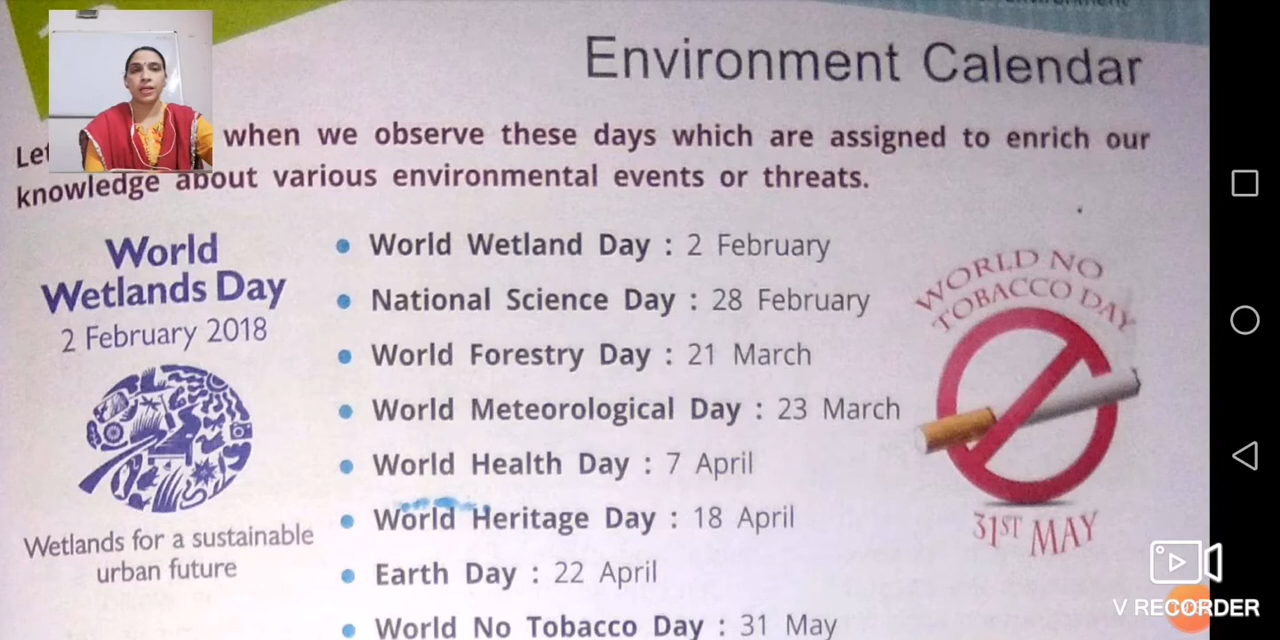 Environment Calendar
when we observe these days which are assigned to enrich our
knowledge about various environmental events or threats.
World
Wetlands Day
2 February 2018
Wetlands for a sustainable
urban future
• World Wetland Day : 2 February
• National Science Day : 28 February
• World Forestry Day : 21 March
• World Meteorological Day : 23 March
• World Health Day : 7 April
• World Heritage Day : 18 April
• Earth Day : 22 April
• World No Tobacco Day : 31 May
WORLD NO
TOBACCO DAY
31ST MAY
V RECORDER